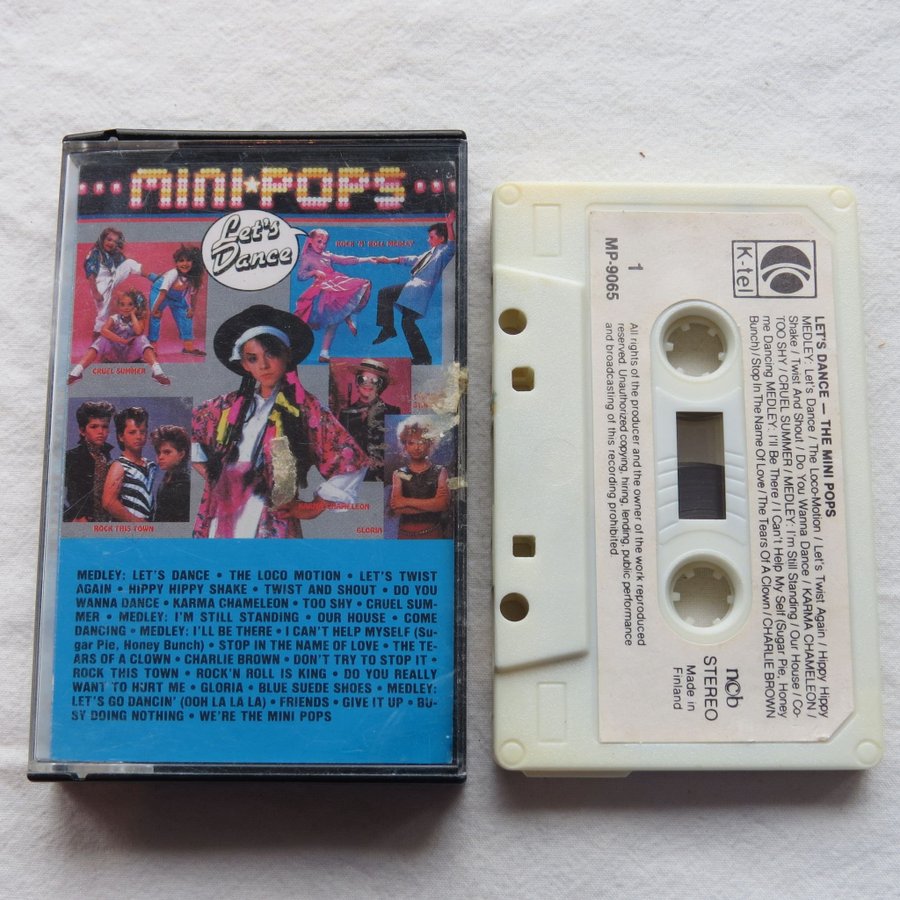 MINI★POPS
Let's
Dance
ROCK 'N' ROLL MEDLEY
CRUEL SUMMER
ROCK THIS TOWN
CHAMELEON
GLORIA
MEDLEY: LET'S DANCE • THE LOCO MOTION • LET'S TWIST
AGAIN • HIPPY HIPPY SHAKE • TWIST AND SHOUT • DO YOU
WANNA DANCE • KARMA CHAMELEON • TOO SHY • CRUEL SUM-
MER • MEDLEY: I'M STILL STANDING • OUR HOUSE • COME
DANCING • MEDLEY: I'LL BE THERE • I CAN'T HELP MYSELF (Su-
gar Pie, Honey Bunch) • STOP IN THE NAME OF LOVE • THE TE-
ARS OF A CLOWN • CHARLIE BROWN • DON'T TRY TO STOP IT •
ROCK THIS TOWN • ROCK'N ROLL IS KING • DO YOU REALLY
WANT TO HURT ME • GLORIA • BLUE SUEDE SHOES • MEDLEY:
LET'S GO DANCIN' (OOH LA LA LA) • FRIENDS • GIVE IT UP • BU-
SY DOING NOTHING • WE'RE THE MINI POPS
K-tel
LET'S DANCE — THE MINI POPS
MEDLEY: Let's Dance / The Loco-Motion / Let's Twist Again / Hippy Hippy
Shake / Twist And Shout / Do You Wanna Dance / KARMA CHAMELEON /
TOO SHY / CRUEL SUMMER / MEDLEY: I'm Still Standing / Our House / Co-
me Dancing MEDLEY: I'll Be There / I Can't Help My Self (Sugar Pie, Honey
Bunch) / Stop In The Name Of Love / The Tears Of A Clown / CHARLIE BROWN
1
MP-9065
All rights of the producer and the owner of the work reproduced
reserved. Unauthorized copying, hiring, lending, public performance
and broadcasting of this recording prohibited
ncb
STEREO
Made in
Finland